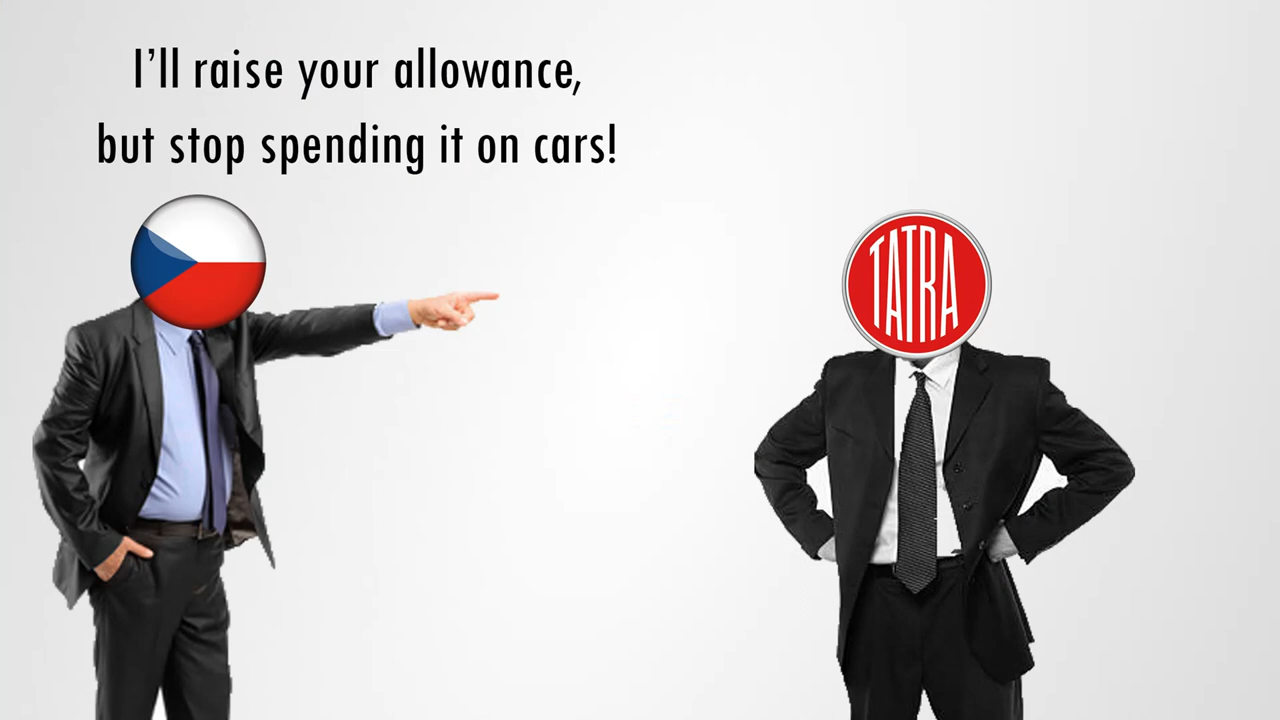 I’ll raise your allowance,
but stop spending it on cars!
TATRA